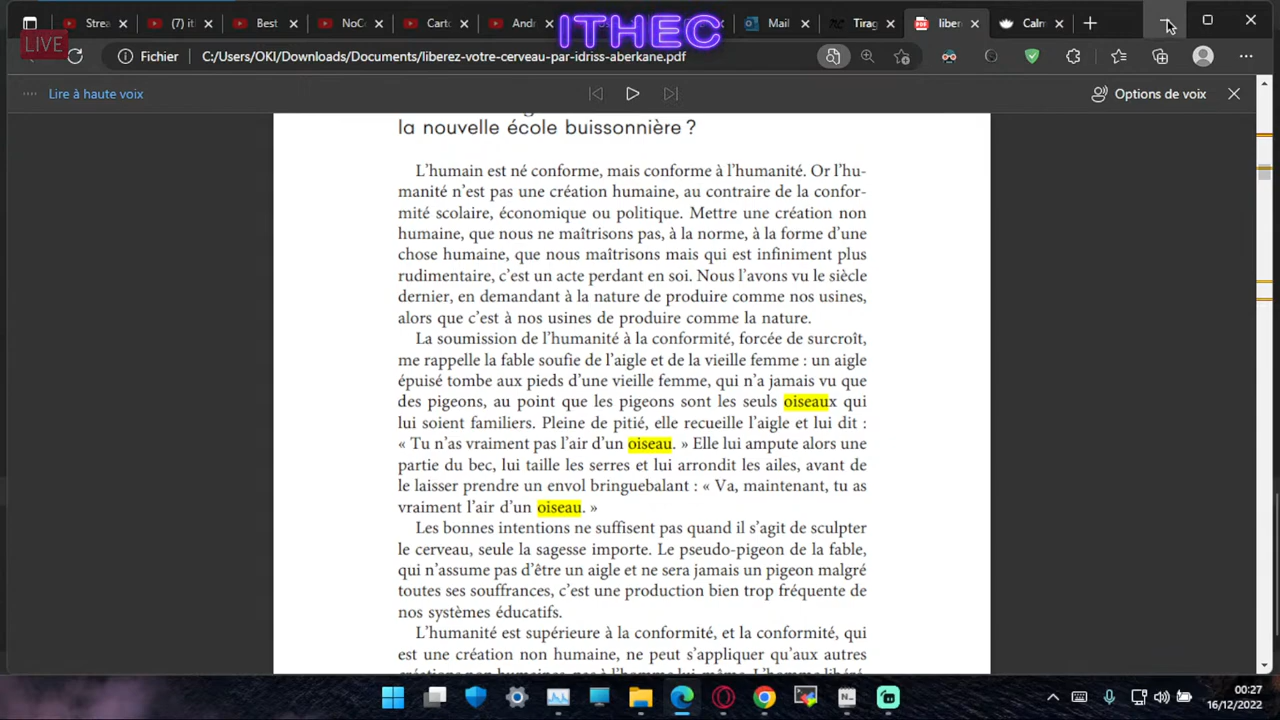 Strea
(7) it
Best
NoC
Carto
Andr
ITHEC
Mail
Tirag
liber
Calm
LIVE
Fichier
C:/Users/OKI/Downloads/Documents/liberez-votre-cerveau-par-idriss-aberkane.pdf
Lire à haute voix
Options de voix
la nouvelle école buissonnière ?
L’humain est né conforme, mais conforme à l’humanité. Or l’hu-
manité n’est pas une création humaine, au contraire de la confor-
mité scolaire, économique ou politique. Mettre une création non
humaine, que nous ne maîtrisons pas, à la norme, à la forme d’une
chose humaine, que nous maîtrisons mais qui est infiniment plus
rudimentaire, c’est un acte perdant en soi. Nous l’avons vu le siècle
dernier, en demandant à la nature de produire comme nos usines,
alors que c’est à nos usines de produire comme la nature.
La soumission de l’humanité à la conformité, forcée de surcroît,
me rappelle la fable soufie de l’aigle et de la vieille femme : un aigle
épuisé tombe aux pieds d’une vieille femme, qui n’a jamais vu que
des pigeons, au point que les pigeons sont les seuls oiseaux qui
lui soient familiers. Pleine de pitié, elle recueille l’aigle et lui dit :
« Tu n’as vraiment pas l’air d’un oiseau. » Elle lui ampute alors une
partie du bec, lui taille les serres et lui arrondit les ailes, avant de
le laisser prendre un envol bringuebalant : « Va, maintenant, tu as
vraiment l’air d’un oiseau. »
Les bonnes intentions ne suffisent pas quand il s’agit de sculpter
le cerveau, seule la sagesse importe. Le pseudo-pigeon de la fable,
qui n’assume pas d’être un aigle et ne sera jamais un pigeon malgré
toutes ses souffrances, c’est une production bien trop fréquente de
nos systèmes éducatifs.
L’humanité est supérieure à la conformité, et la conformité, qui
est une création non humaine, ne peut s’appliquer qu’aux autres
00:27
16/12/2022